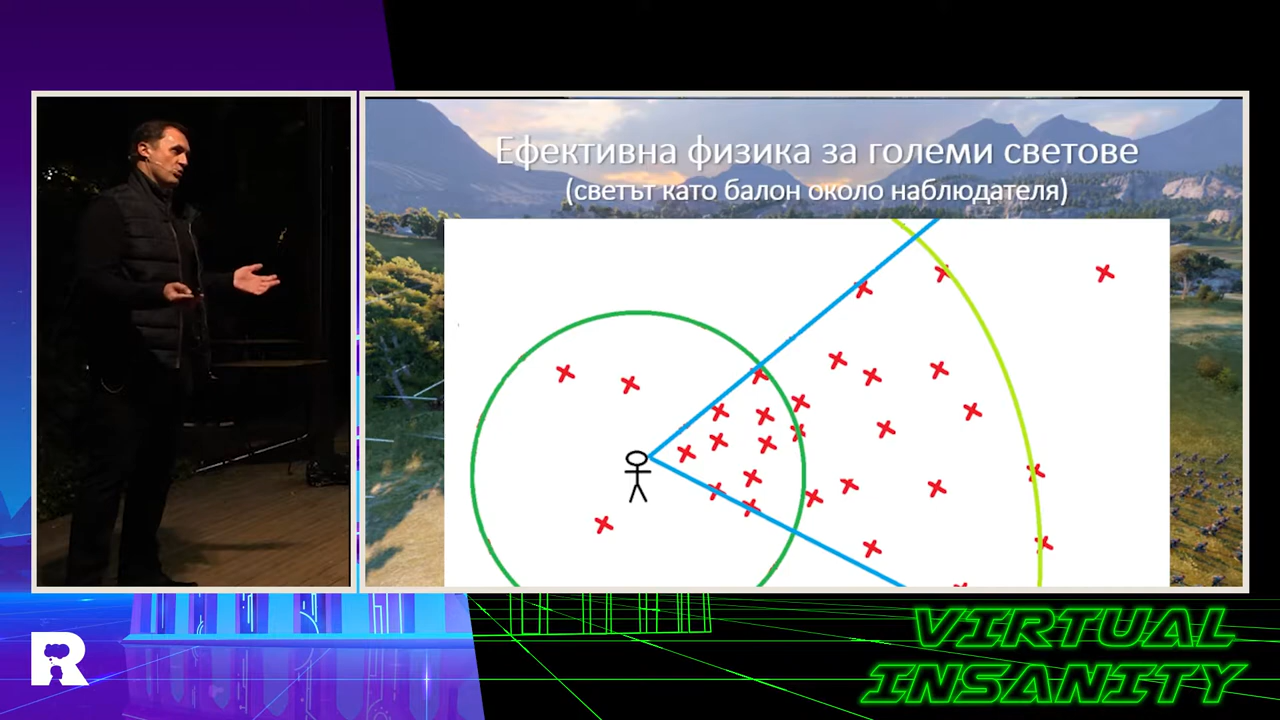 Ефективна физика за големи светове
(светът като балон около наблюдателя)
R
VIRTUAL
INSANITY